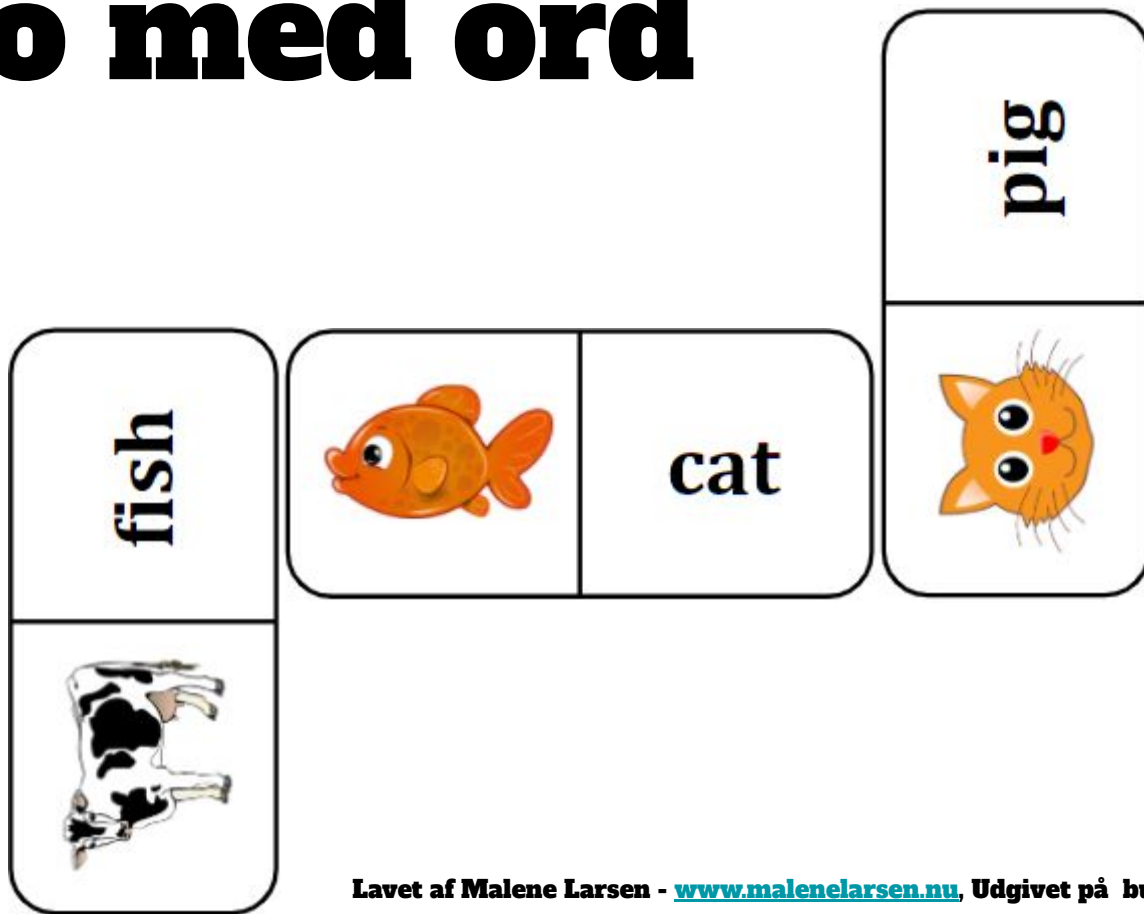 o med ord
pig
fish
cat
Lavet af Malene Larsen - www.malenelarsen.nu, Udgivet på